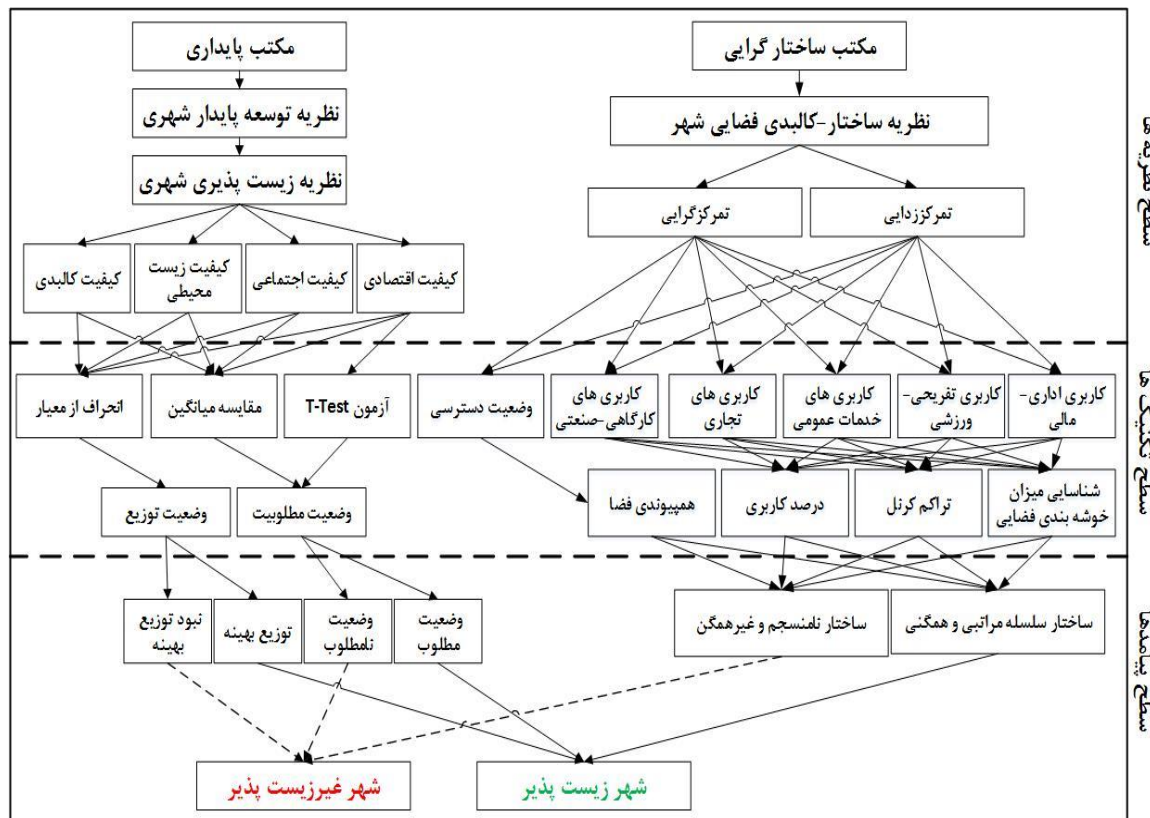 مکتب ساختار گرایی
مکتب پایداری
نظریه ساختار-کالبدی فضایی شهر
نظریه توسعه پایدار شهری
نظریه زیست پذیری شهری
تمرکززدایی
تمرکزگرایی
کیفیت اقتصادی
کیفیت اجتماعی
کیفیت زیست
محیطی
کیفیت کالبدی
سطح نظریه ها
کاربری اداری-
مالی
کاربری تفریحی-
ورزشی
کاربری های
خدمات عمومی
کاربری های
تجاری
کاربری های
کارگاهی-صنعتی
وضعیت دسترسی
آزمون T-Test
مقایسه میانگین
انحراف از معیار
شناسایی میزان
خوشه بندی فضایی
تراکم کرنل
درصد کاربری
همپیوندی فضا
وضعیت مطلوبیت
وضعیت توزیع
سطح تکنیک ها
ساختار سلسله مراتبی و همگنی
ساختار نامنسجم و غیرهمگن
وضعیت
مطلوب
وضعیت
نامطلوب
توزیع بهینه
نبود توزیع
بهینه
سطح پیامدها
شهر زیست پذیر
شهر غیرزیست پذیر